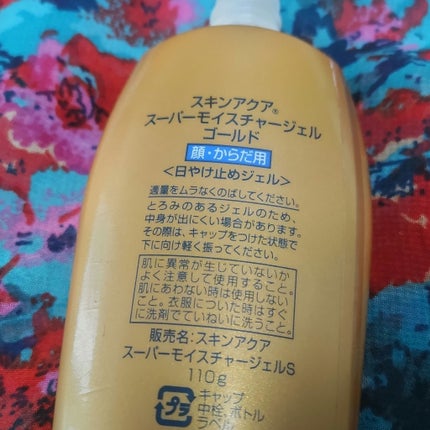 スキンアクア®
スーパーモイスチャージェル
ゴールド
顔・からだ用
<日やけ止めジェル>
適量をムラなくのばしてください。
とろみのあるジェルのため、
中身が出にくい場合があります。
その際は、キャップをつけた状態で
下に向け軽く振ってください。
肌に異常が生じていないか
よく注意して使用すること。
肌にあわない時は使用しない
こと。衣服についた時はすぐ
に洗剤でていねいに洗うこと。
販売名：スキンアクア
スーパーモイスチャージェルS
110g
プラ
キャップ
中栓、ボトル
ラベル